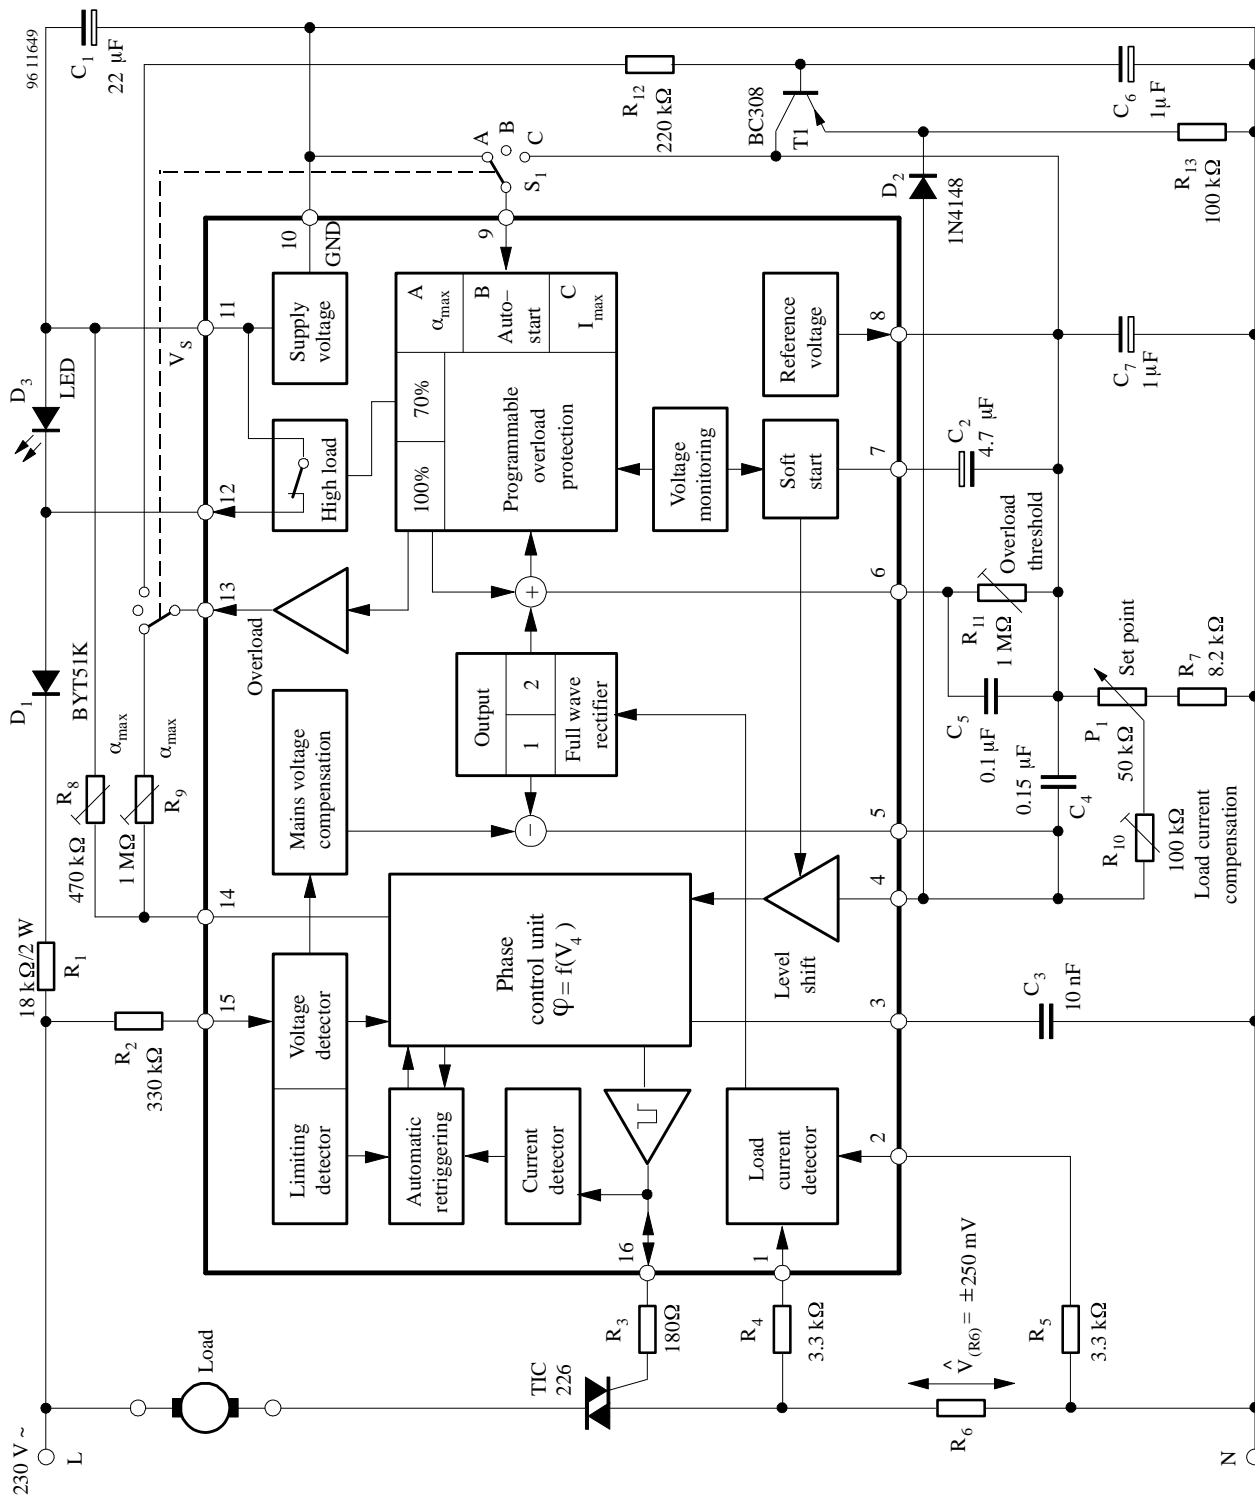 230 V ~
L
Load
18 kΩ/2 W
R1
R2
330 kΩ
D1
BYT51K
D3
LED
C1
22 μF
96 11649
R8
470 kΩ
αmax
R9
1 MΩ
αmax
VS
15
14
13
12
11
10
GND
Limiting
detector
Voltage
detector
Mains voltage
compensation
Overload
High load
Supply
voltage
Automatic
retriggering
Phase
control unit
φ = f(V4)
Current
detector
Output
1
2
Full wave
rectifier
100%
70%
A
αmax
B
Auto–
start
C
Imax
Programmable
overload
protection
9
S1
A
B
C
R12
220 kΩ
BC308
T1
Voltage
monitoring
Reference
voltage
Soft
start
Level
shift
Load
current
detector
+
–
16
TIC
226
R3
180Ω
1
R4
3.3 kΩ
2
3
4
5
6
7
8
D2
1N4148
R13
100 kΩ
C6
1μF
C7
1μF
C2
4.7 μF
R11
1 MΩ
Overload
threshold
C5
0.1 μF
0.15 μF
C4
P1
50 kΩ
Set point
R7
8.2 kΩ
R10
100 kΩ
Load current
compensation
C3
10 nF
R6
V̂(R6) = ±250 mV
R5
3.3 kΩ
N